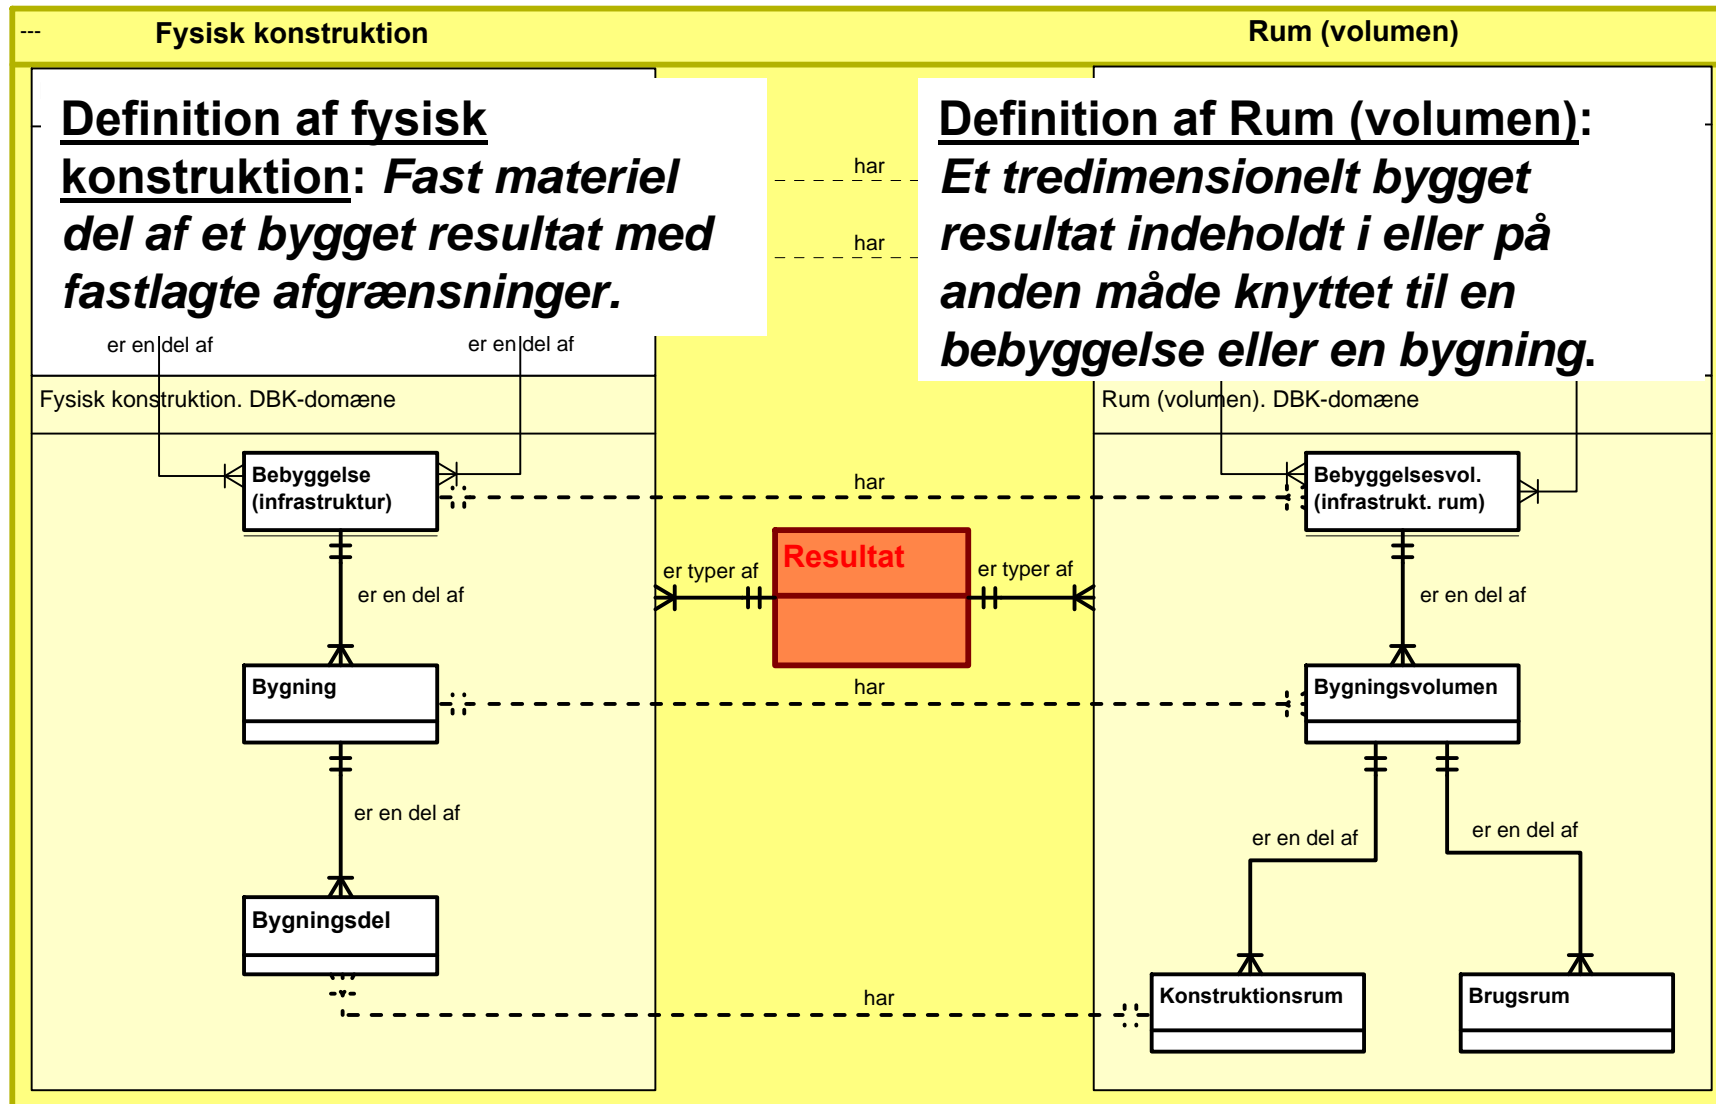 ---
Fysisk konstruktion
Rum (volumen)
Definition af fysisk
konstruktion: Fast materiel
del af et bygget resultat med
fastlagte afgrænsninger.
Definition af Rum (volumen):
Et tredimensionelt bygget
resultat indeholdt i eller på
anden måde knyttet til en
bebyggelse eller en bygning.
har
har
er en del af
er en del af
Fysisk konstruktion. DBK-domæne
Rum (volumen). DBK-domæne
Bebyggelse
(infrastruktur)
har
Bebyggelsesvol.
(infrastrukt. rum)
er typer af
Resultat
er typer af
er en del af
er en del af
Bygning
har
Bygningsvolumen
er en del af
er en del af
er en del af
Bygningsdel
har
Konstruktionsrum
Brugsrum